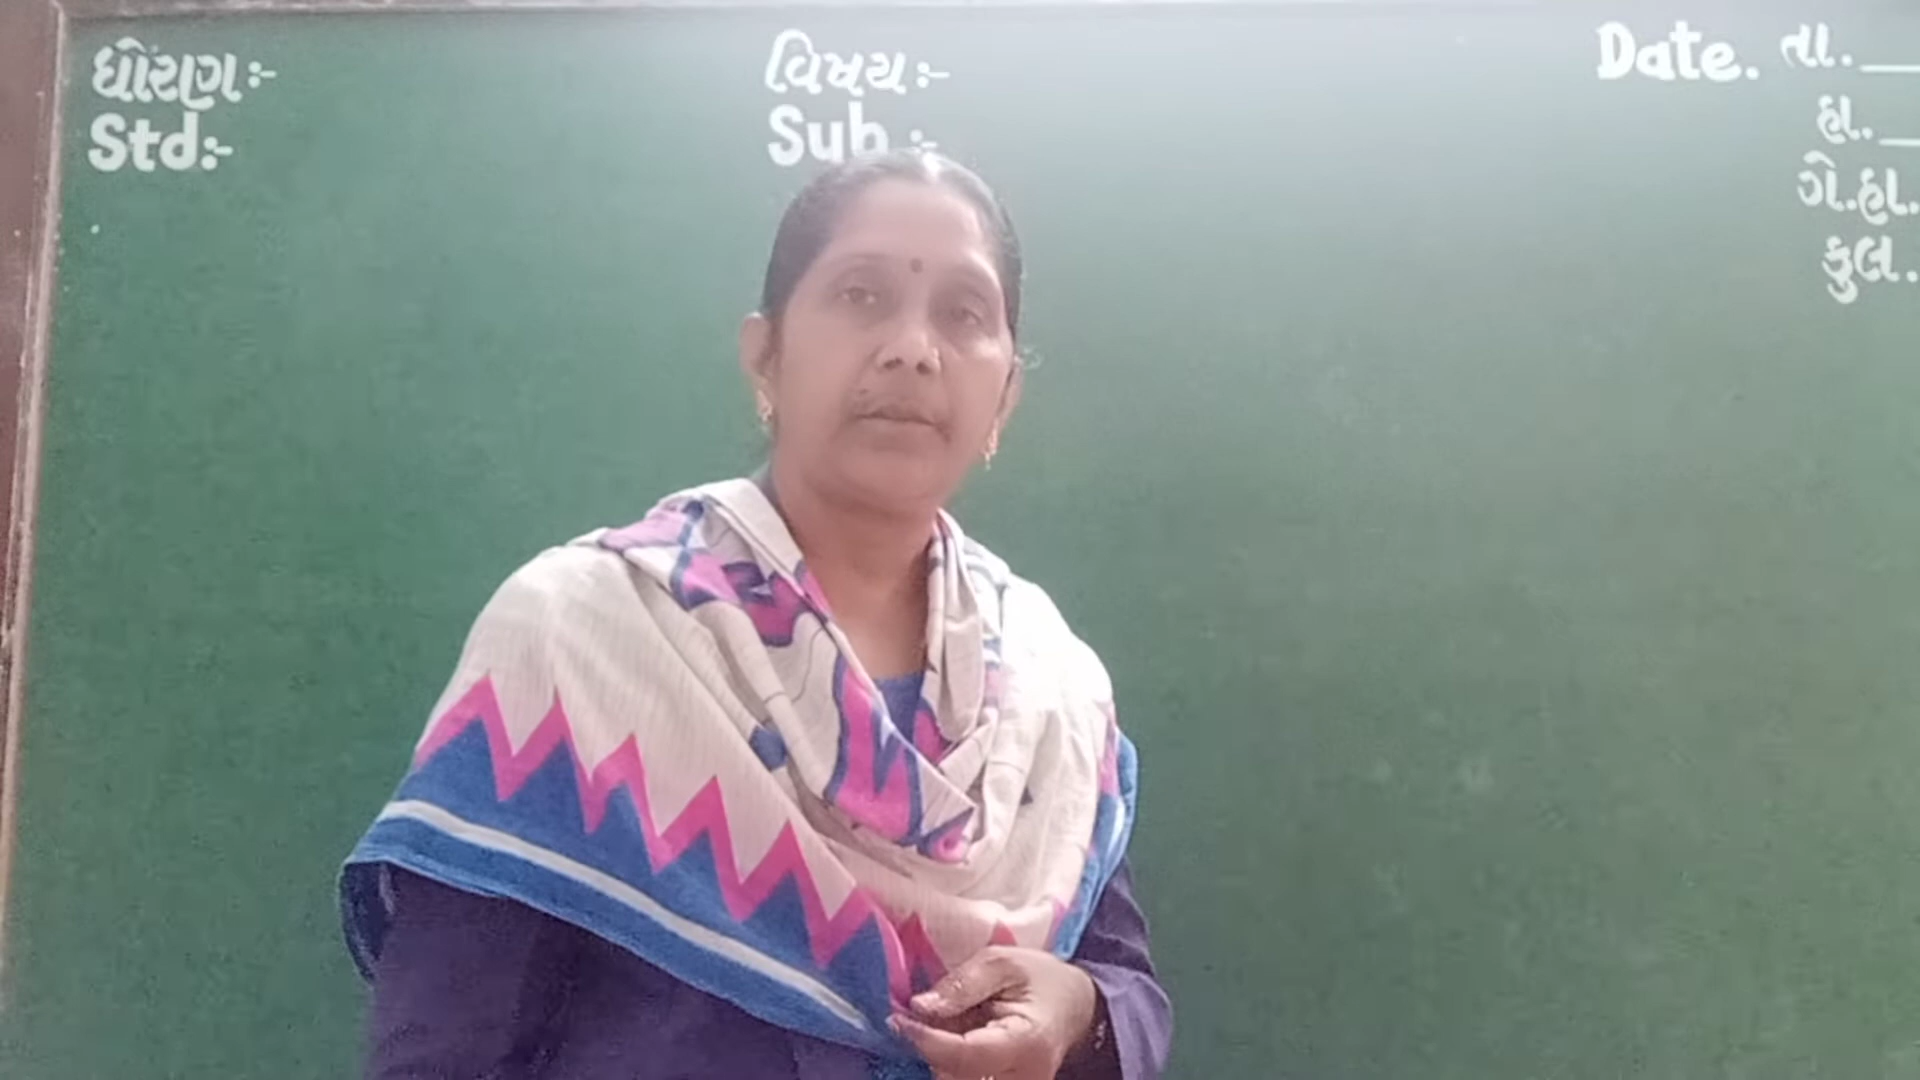 ધોરણ :-
Std:-
વિષય :-
Sub :-
Date. તા.
હા.
ગે.હા.
કુલ.